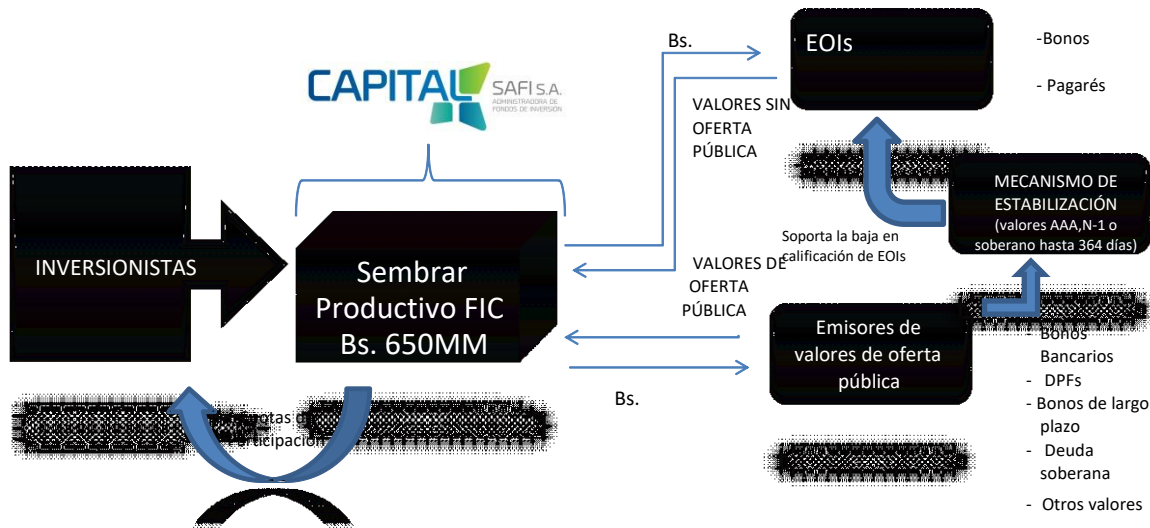 CAPITAL
SAFI S.A.
ADMINISTRADORA DE
FONDOS DE INVERSIÓN
INVERSIONISTAS
Sembrar
Productivo FIC
Bs. 650MM
Bs.
EOIs
-Bonos
- Pagarés
VALORES SIN
OFERTA
PÚBLICA
MECANISMO DE
ESTABILIZACIÓN
(valores AAA,N-1 o
soberano hasta 364 días)
Soporta la baja en
calificación de EOIs
VALORES DE
OFERTA
PÚBLICA
Emisores de
valores de oferta
pública
Bs.
- Bonos
Bancarios
- DPFs
- Bonos de largo
plazo
- Deuda
soberana
- Otros valores